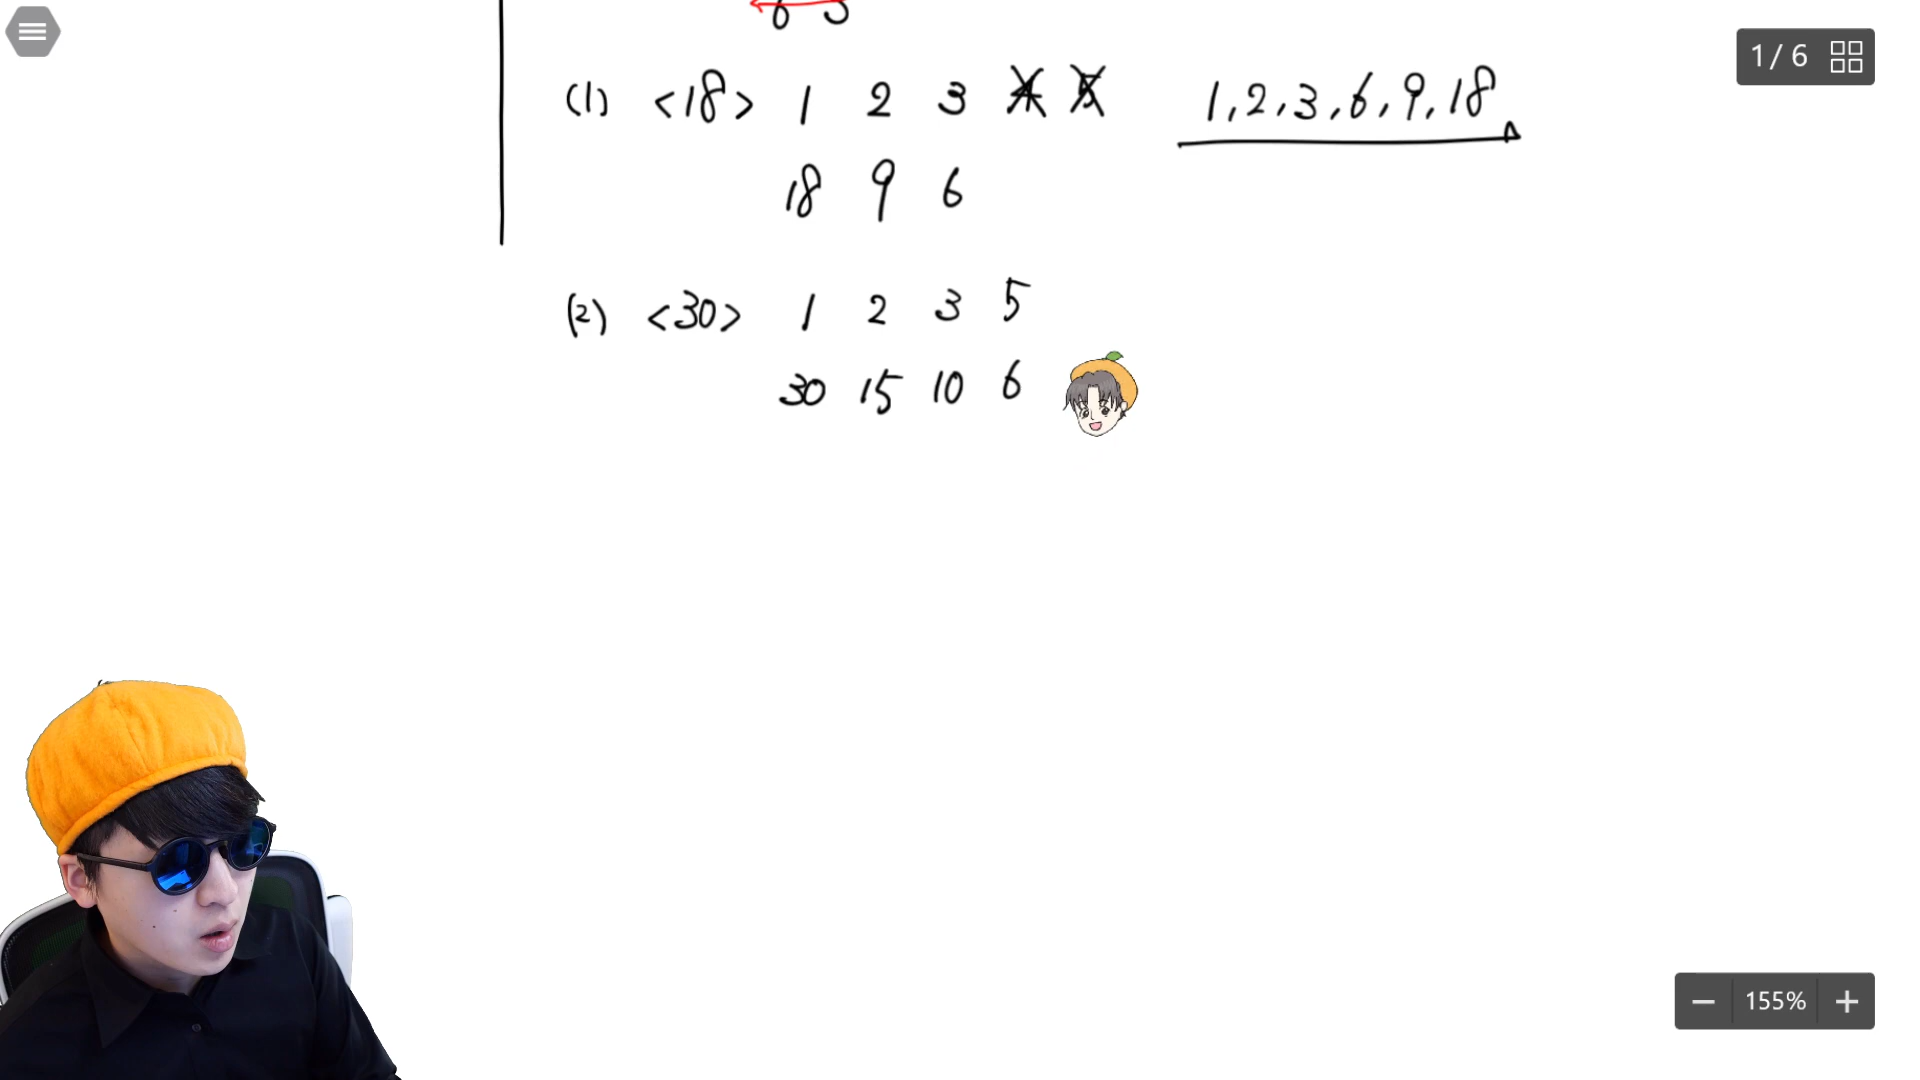 1 / 6
(1) <18> 1 2 3 4 5 1, 2, 3, 6, 9, 18
18 9 6
(2) <30> 1 2 3 5
30 15 10 6
155%